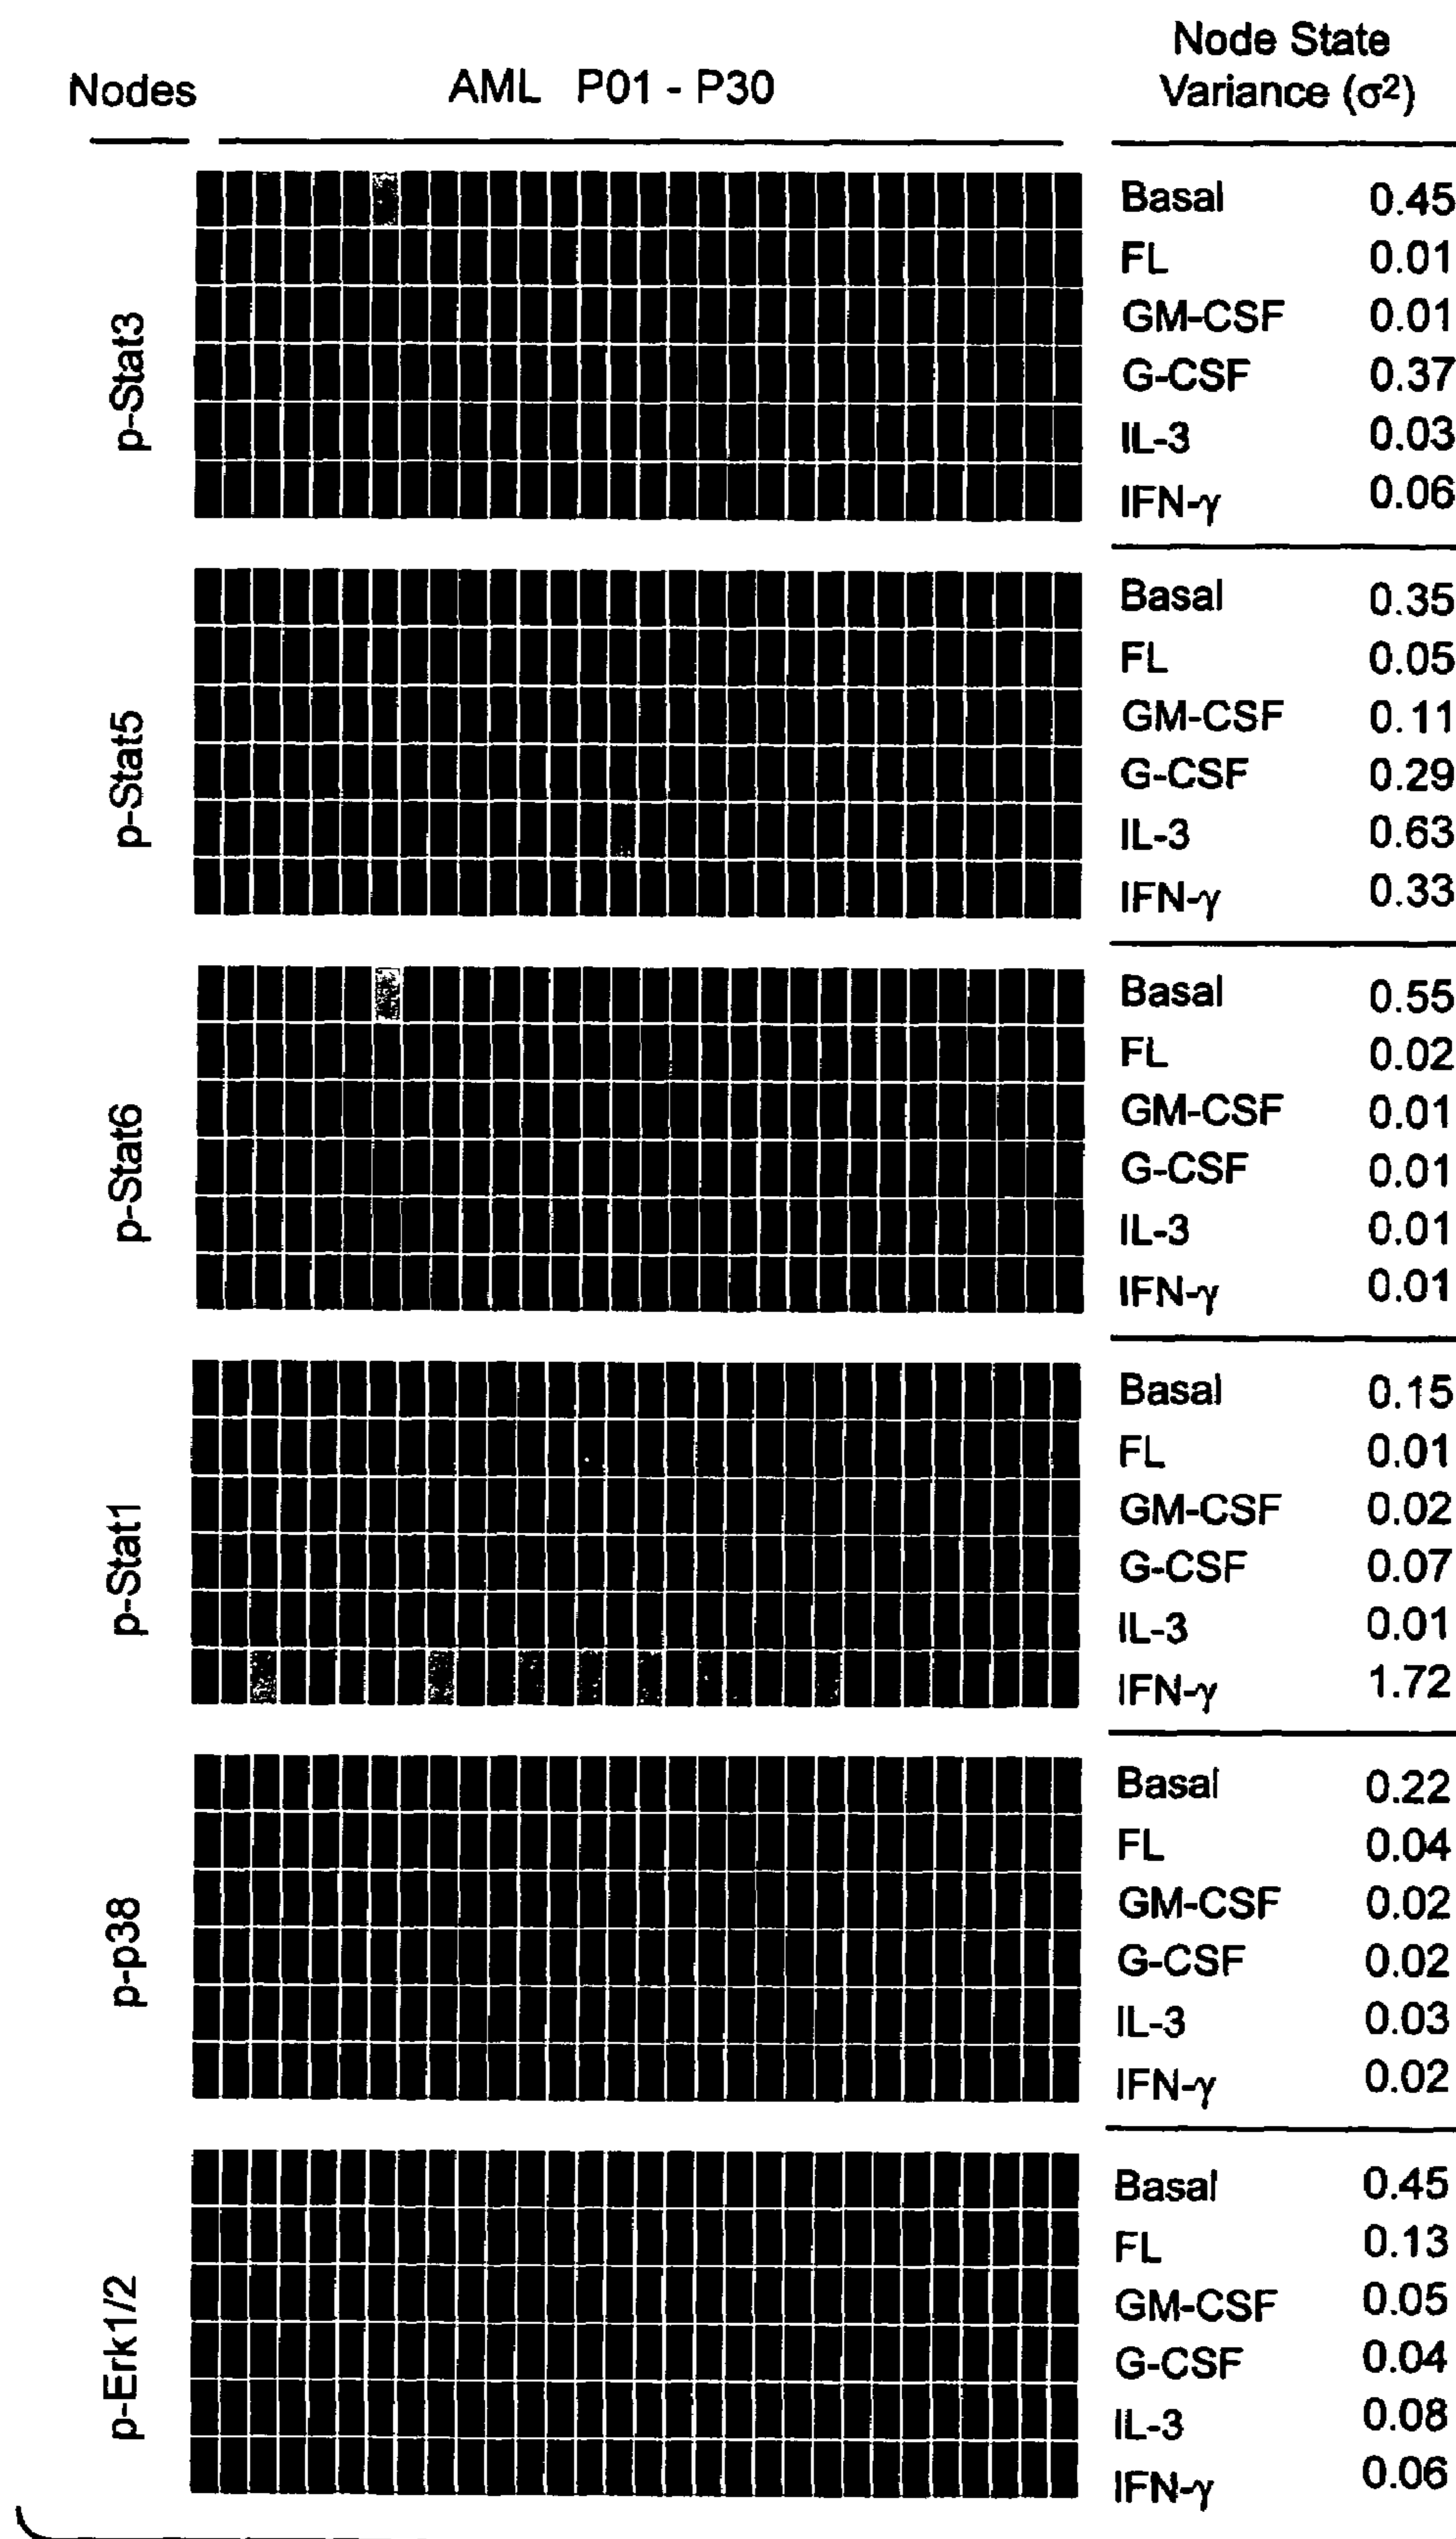 Node State
Nodes AML P01 - P30 Variance (σ²)
p-Stat3
Basal 0.45
FL 0.01
GM-CSF 0.01
G-CSF 0.37
IL-3 0.03
IFN-γ 0.06
p-Stat5
Basal 0.35
FL 0.05
GM-CSF 0.11
G-CSF 0.29
IL-3 0.63
IFN-γ 0.33
p-Stat6
Basal 0.55
FL 0.02
GM-CSF 0.01
G-CSF 0.01
IL-3 0.01
IFN-γ 0.01
p-Stat1
Basal 0.15
FL 0.01
GM-CSF 0.02
G-CSF 0.07
IL-3 0.01
IFN-γ 1.72
p-p38
Basal 0.22
FL 0.04
GM-CSF 0.02
G-CSF 0.02
IL-3 0.03
IFN-γ 0.02
p-Erk1/2
Basal 0.45
FL 0.13
GM-CSF 0.05
G-CSF 0.04
IL-3 0.08
IFN-γ 0.06